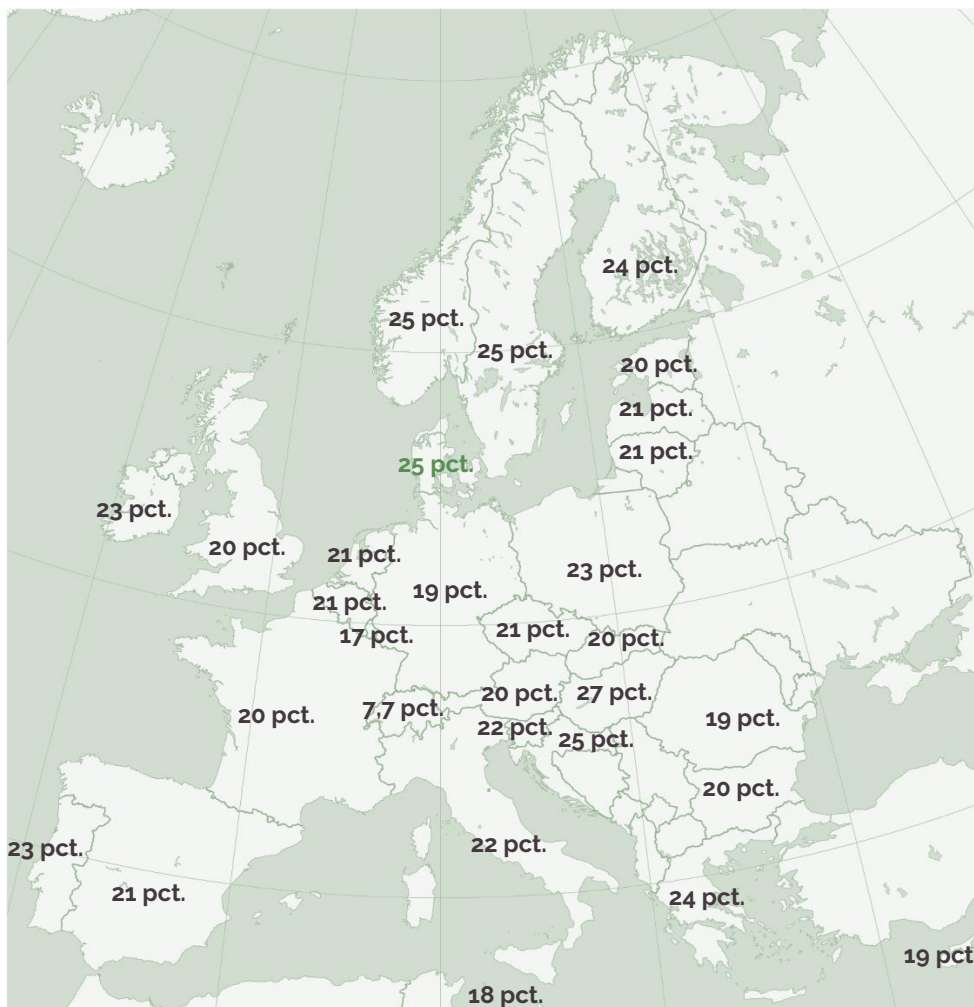 24 pct.
25 pct.
25 pct.
20 pct.
21 pct.
21 pct.
25 pct.
23 pct.
20 pct.
21 pct.
19 pct.
23 pct.
21 pct.
17 pct.
21 pct.
20 pct.
20 pct.
7,7 pct.
20 pct.
27 pct.
22 pct.
25 pct.
19 pct.
20 pct.
23 pct.
21 pct.
22 pct.
24 pct.
19 pct
18 pct.